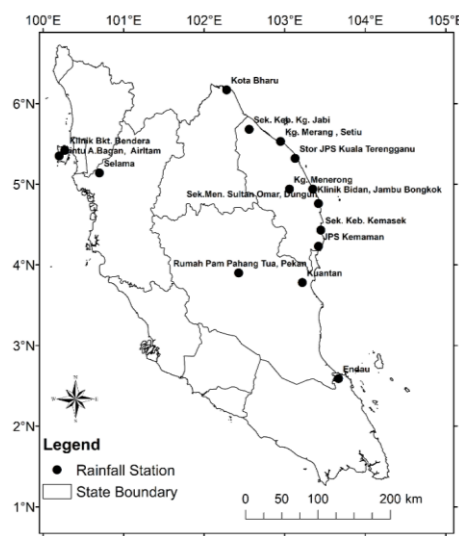 100°E 101°E 102°E 103°E 104°E 105°E
6°N
5°N
4°N
3°N
2°N
1°N
Kota Bharu
Sek. Keb. Kg. Jabi
Kg. Merang , Setiu
Stor JPS Kuala Terengganu
Klinik Bkt. Bendera
Pintu A.Bagan, AirItam
Selama
Kg. Menerong
Klinik Bidan, Jambu Bongkok
Sek.Men. Sultan Omar, Dungun
Sek. Keb. Kemasek
JPS Kemaman
Rumah Pam Pahang Tua, Pekan
Kuantan
Endau
N
W E
S
Legend
Rainfall Station
State Boundary
0 50 100 200 km